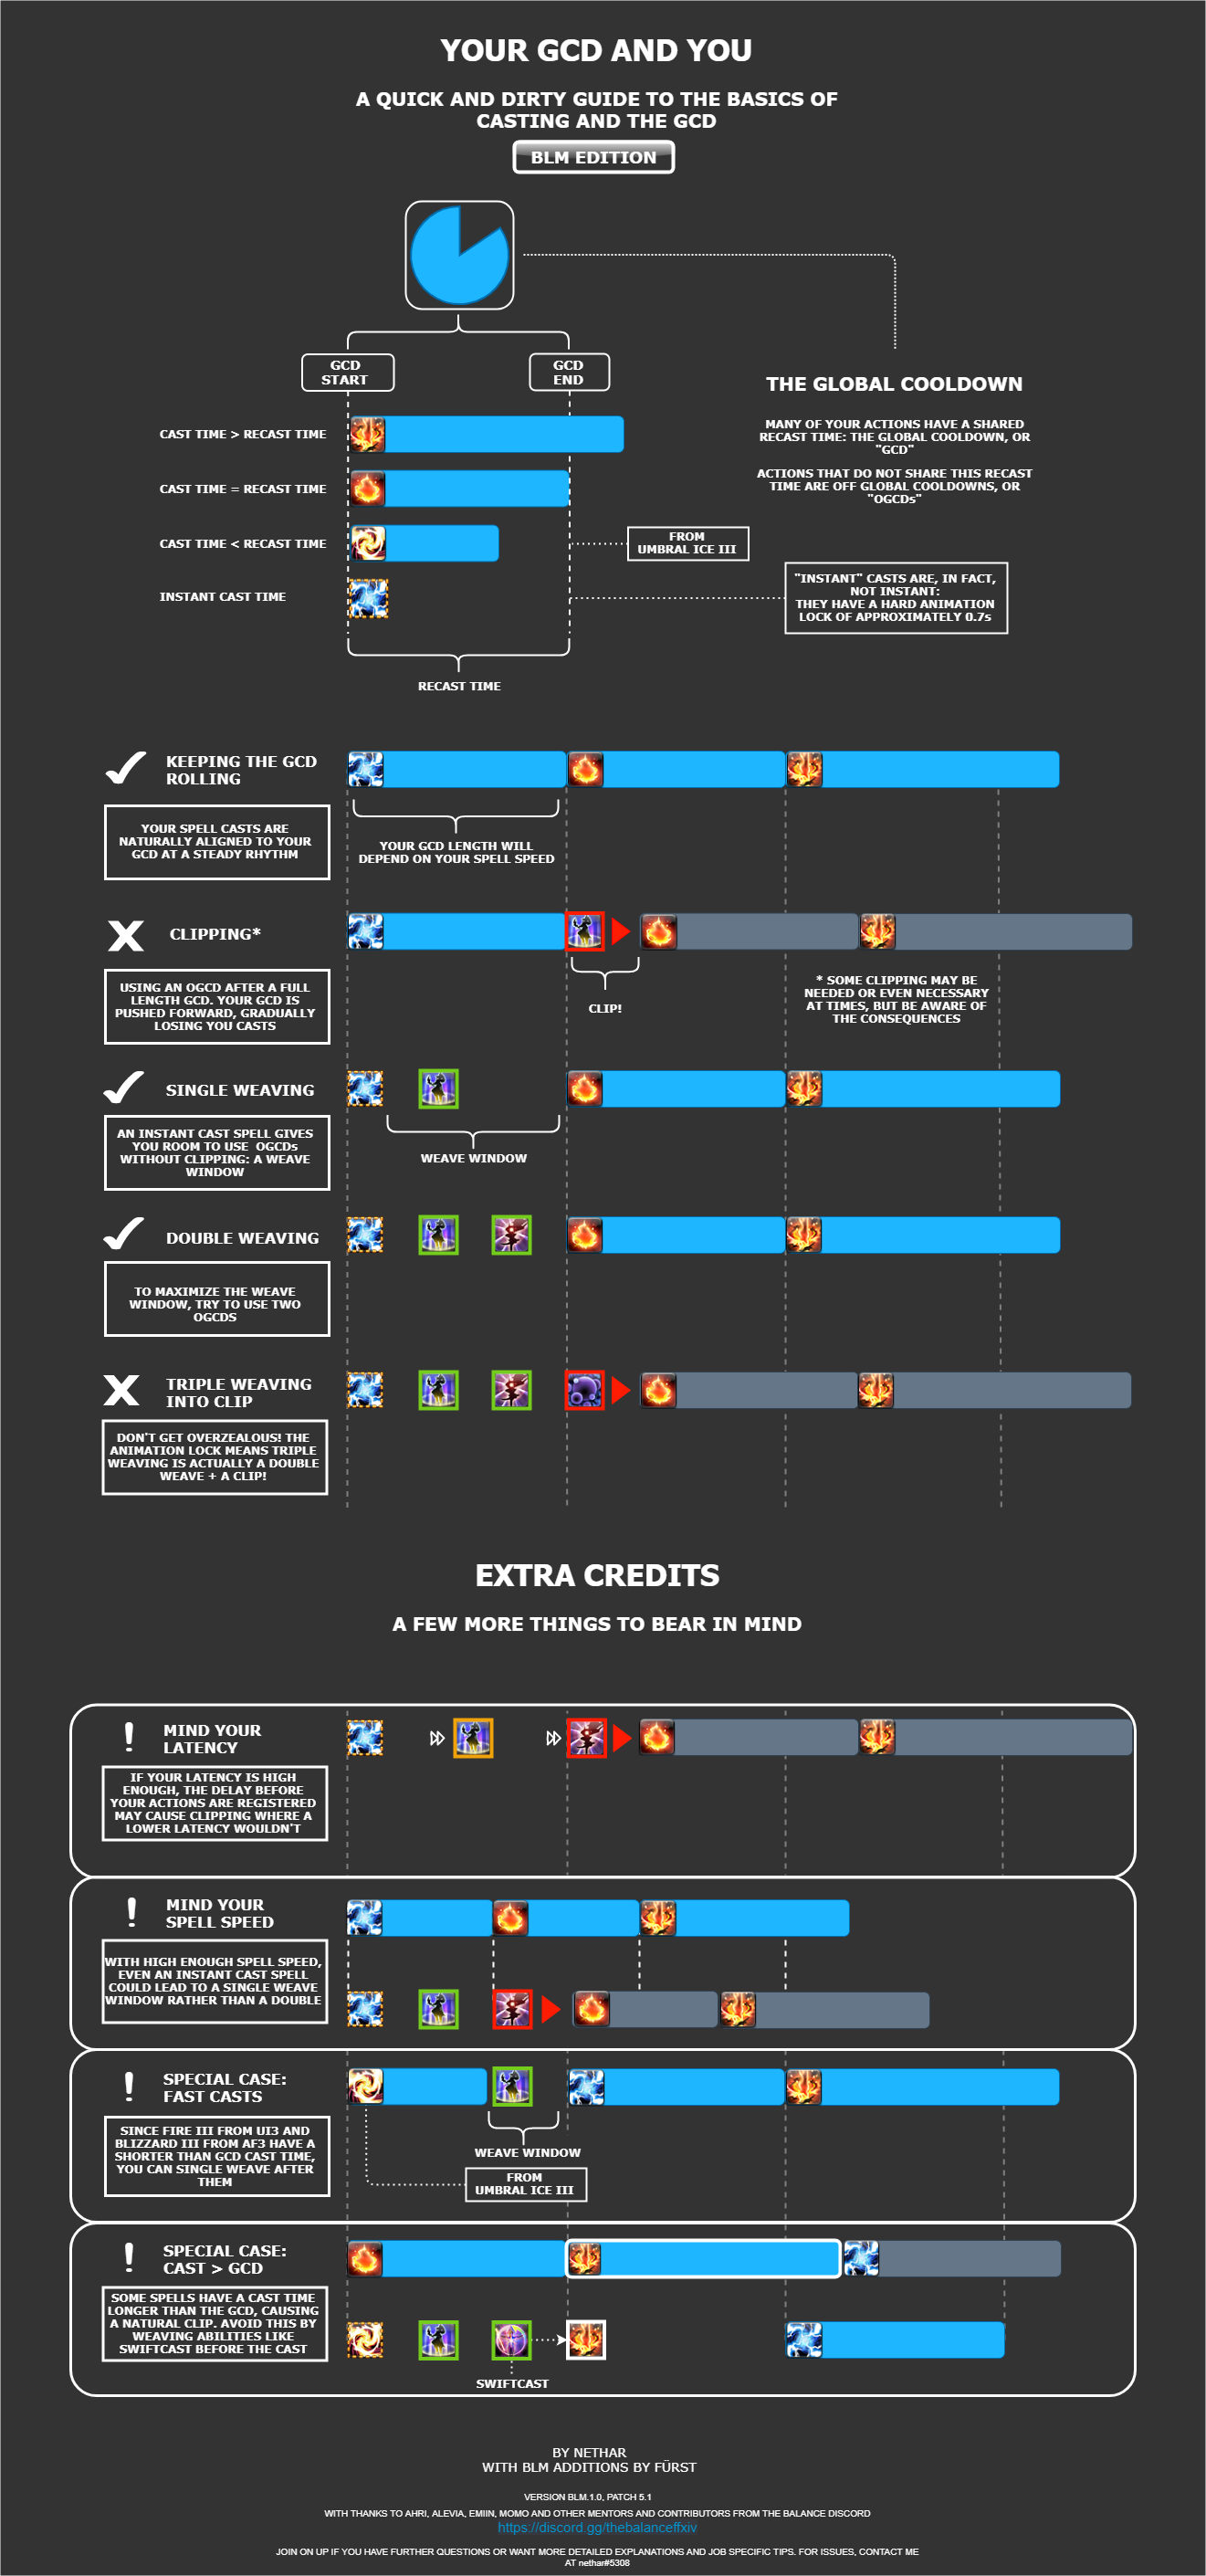 YOUR GCD AND YOU
A QUICK AND DIRTY GUIDE TO THE BASICS OF
CASTING AND THE GCD
BLM EDITION
GCD
START
GCD
END
THE GLOBAL COOLDOWN
MANY OF YOUR ACTIONS HAVE A SHARED
RECAST TIME: THE GLOBAL COOLDOWN, OR
"GCD"
ACTIONS THAT DO NOT SHARE THIS RECAST
TIME ARE OFF GLOBAL COOLDOWNS, OR
"OGCDs"
CAST TIME > RECAST TIME
CAST TIME = RECAST TIME
CAST TIME < RECAST TIME
FROM
UMBRAL ICE III
INSTANT CAST TIME
"INSTANT" CASTS ARE, IN FACT,
NOT INSTANT:
THEY HAVE A HARD ANIMATION
LOCK OF APPROXIMATELY 0.7s
RECAST TIME
KEEPING THE GCD
ROLLING
YOUR SPELL CASTS ARE
NATURALLY ALIGNED TO YOUR
GCD AT A STEADY RHYTHM
YOUR GCD LENGTH WILL
DEPEND ON YOUR SPELL SPEED
CLIPPING*
USING AN OGCD AFTER A FULL
LENGTH GCD. YOUR GCD IS
PUSHED FORWARD, GRADUALLY
LOSING YOU CASTS
CLIP!
* SOME CLIPPING MAY BE
NEEDED OR EVEN NECESSARY
AT TIMES, BUT BE AWARE OF
THE CONSEQUENCES
SINGLE WEAVING
AN INSTANT CAST SPELL GIVES
YOU ROOM TO USE OGCDs
WITHOUT CLIPPING: A WEAVE
WINDOW
WEAVE WINDOW
DOUBLE WEAVING
TO MAXIMIZE THE WEAVE
WINDOW, TRY TO USE TWO
OGCDS
TRIPLE WEAVING
INTO CLIP
DON'T GET OVERZEALOUS! THE
ANIMATION LOCK MEANS TRIPLE
WEAVING IS ACTUALLY A DOUBLE
WEAVE + A CLIP!
EXTRA CREDITS
A FEW MORE THINGS TO BEAR IN MIND
! MIND YOUR
LATENCY
IF YOUR LATENCY IS HIGH
ENOUGH, THE DELAY BEFORE
YOUR ACTIONS ARE REGISTERED
MAY CAUSE CLIPPING WHERE A
LOWER LATENCY WOULDN'T
! MIND YOUR
SPELL SPEED
WITH HIGH ENOUGH SPELL SPEED,
EVEN AN INSTANT CAST SPELL
COULD LEAD TO A SINGLE WEAVE
WINDOW RATHER THAN A DOUBLE
! SPECIAL CASE:
FAST CASTS
SINCE FIRE III FROM UI3 AND
BLIZZARD III FROM AF3 HAVE A
SHORTER THAN GCD CAST TIME,
YOU CAN SINGLE WEAVE AFTER
THEM
WEAVE WINDOW
FROM
UMBRAL ICE III
! SPECIAL CASE:
CAST > GCD
SOME SPELLS HAVE A CAST TIME
LONGER THAN THE GCD, CAUSING
A NATURAL CLIP. AVOID THIS BY
WEAVING ABILITIES LIKE
SWIFTCAST BEFORE THE CAST
SWIFTCAST
BY NETHAR
WITH BLM ADDITIONS BY FÜRST
VERSION BLM.1.0, PATCH 5.1
WITH THANKS TO AHRI, ALEVIA, EMIIN, MOMO AND OTHER MENTORS AND CONTRIBUTORS FROM THE BALANCE DISCORD
https://discord.gg/thebalanceffxiv
JOIN ON UP IF YOU HAVE FURTHER QUESTIONS OR WANT MORE DETAILED EXPLANATIONS AND JOB SPECIFIC TIPS. FOR ISSUES, CONTACT ME
AT nethar#5308